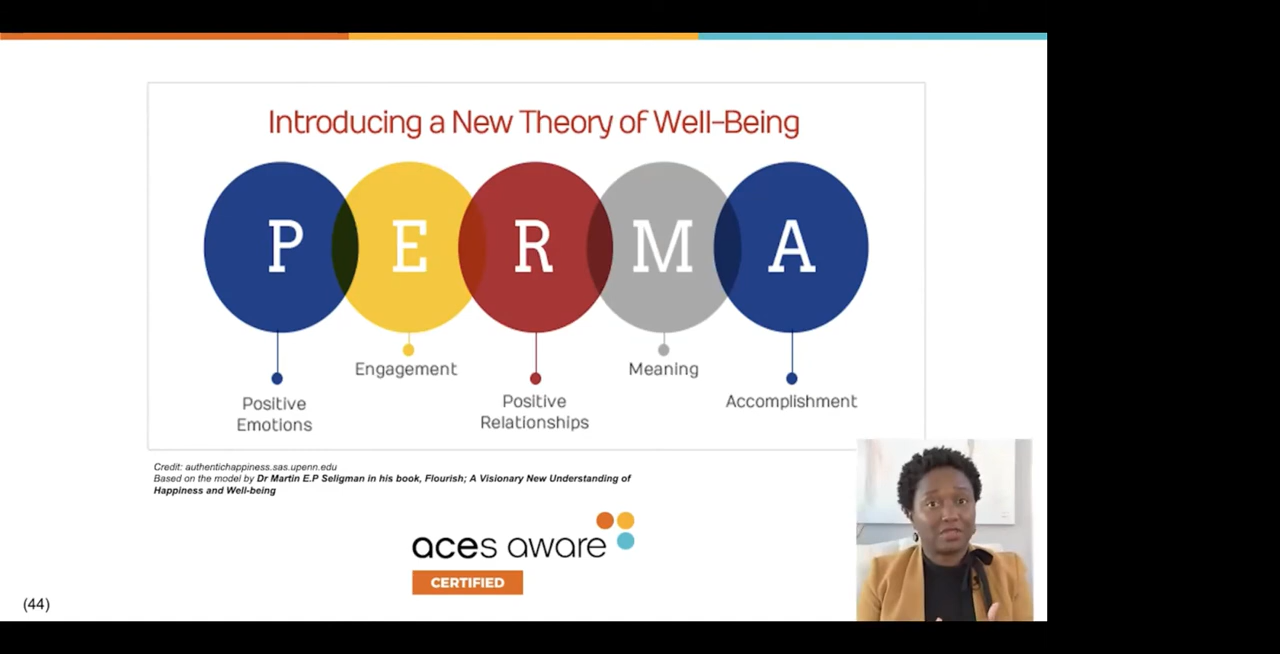 Introducing a New Theory of Well-Being
P E R M A
Engagement
Meaning
Positive
Emotions
Positive
Relationships
Accomplishment
Credit: authentichappiness.sas.upenn.edu
Based on the model by Dr Martin E.P Seligman in his book, Flourish; A Visionary New Understanding of
Happiness and Well-being
aces aware
CERTIFIED
(44)